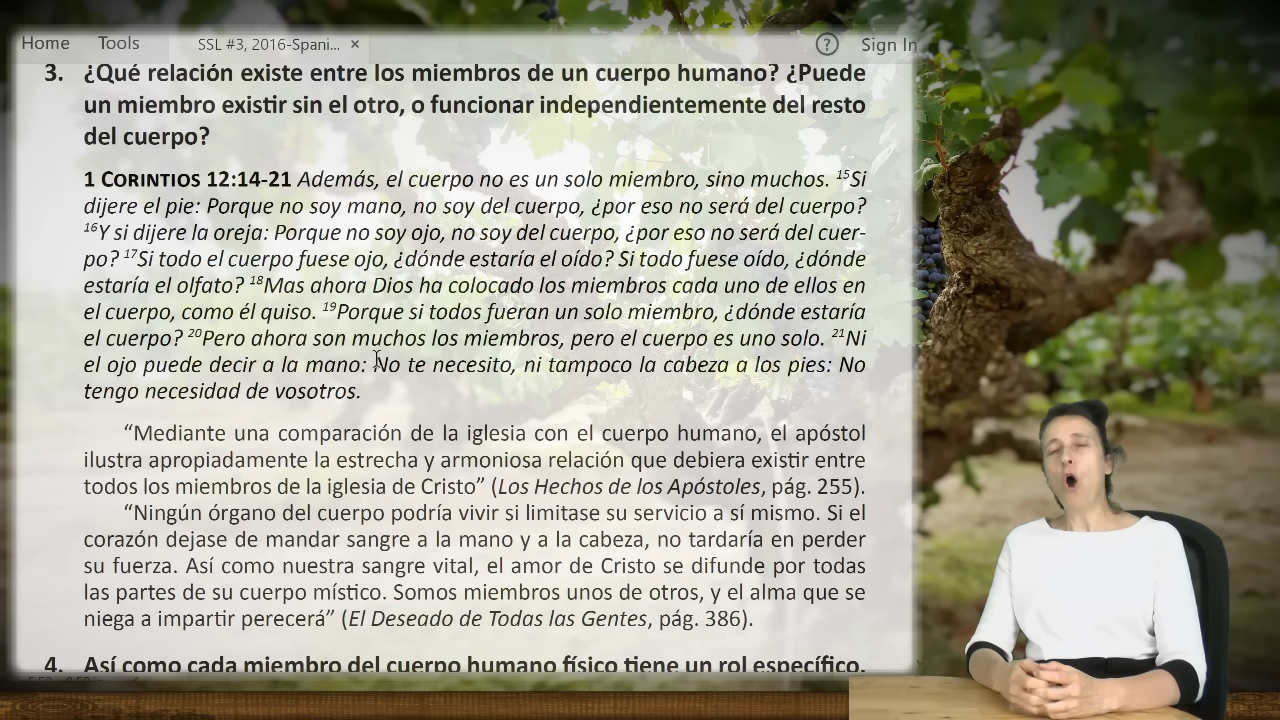 Home Tools SSL #3, 2016-Spani... × ? Sign In
3. ¿Qué relación existe entre los miembros de un cuerpo humano? ¿Puede
un miembro existir sin el otro, o funcionar independientemente del resto
del cuerpo?
1 CORINTIOS 12:14-21 Además, el cuerpo no es un solo miembro, sino muchos. 15Si
dijere el pie: Porque no soy mano, no soy del cuerpo, ¿por eso no será del cuerpo?
16Y si dijere la oreja: Porque no soy ojo, no soy del cuerpo, ¿por eso no será del cuer-
po? 17Si todo el cuerpo fuese ojo, ¿dónde estaría el oído? Si todo fuese oído, ¿dónde
estaría el olfato? 18Mas ahora Dios ha colocado los miembros cada uno de ellos en
el cuerpo, como él quiso. 19Porque si todos fueran un solo miembro, ¿dónde estaría
el cuerpo? 20Pero ahora son muchos los miembros, pero el cuerpo es uno solo. 21Ni
el ojo puede decir a la mano: No te necesito, ni tampoco la cabeza a los pies: No
tengo necesidad de vosotros.
“Mediante una comparación de la iglesia con el cuerpo humano, el apóstol
ilustra apropiadamente la estrecha y armoniosa relación que debiera existir entre
todos los miembros de la iglesia de Cristo” (Los Hechos de los Apóstoles, pág. 255).
“Ningún órgano del cuerpo podría vivir si limitase su servicio a sí mismo. Si el
corazón dejase de mandar sangre a la mano y a la cabeza, no tardaría en perder
su fuerza. Así como nuestra sangre vital, el amor de Cristo se difunde por todas
las partes de su cuerpo místico. Somos miembros unos de otros, y el alma que se
niega a impartir perecerá” (El Deseado de Todas las Gentes, pág. 386).
4. Así como cada miembro del cuerpo humano físico tiene un rol específico,